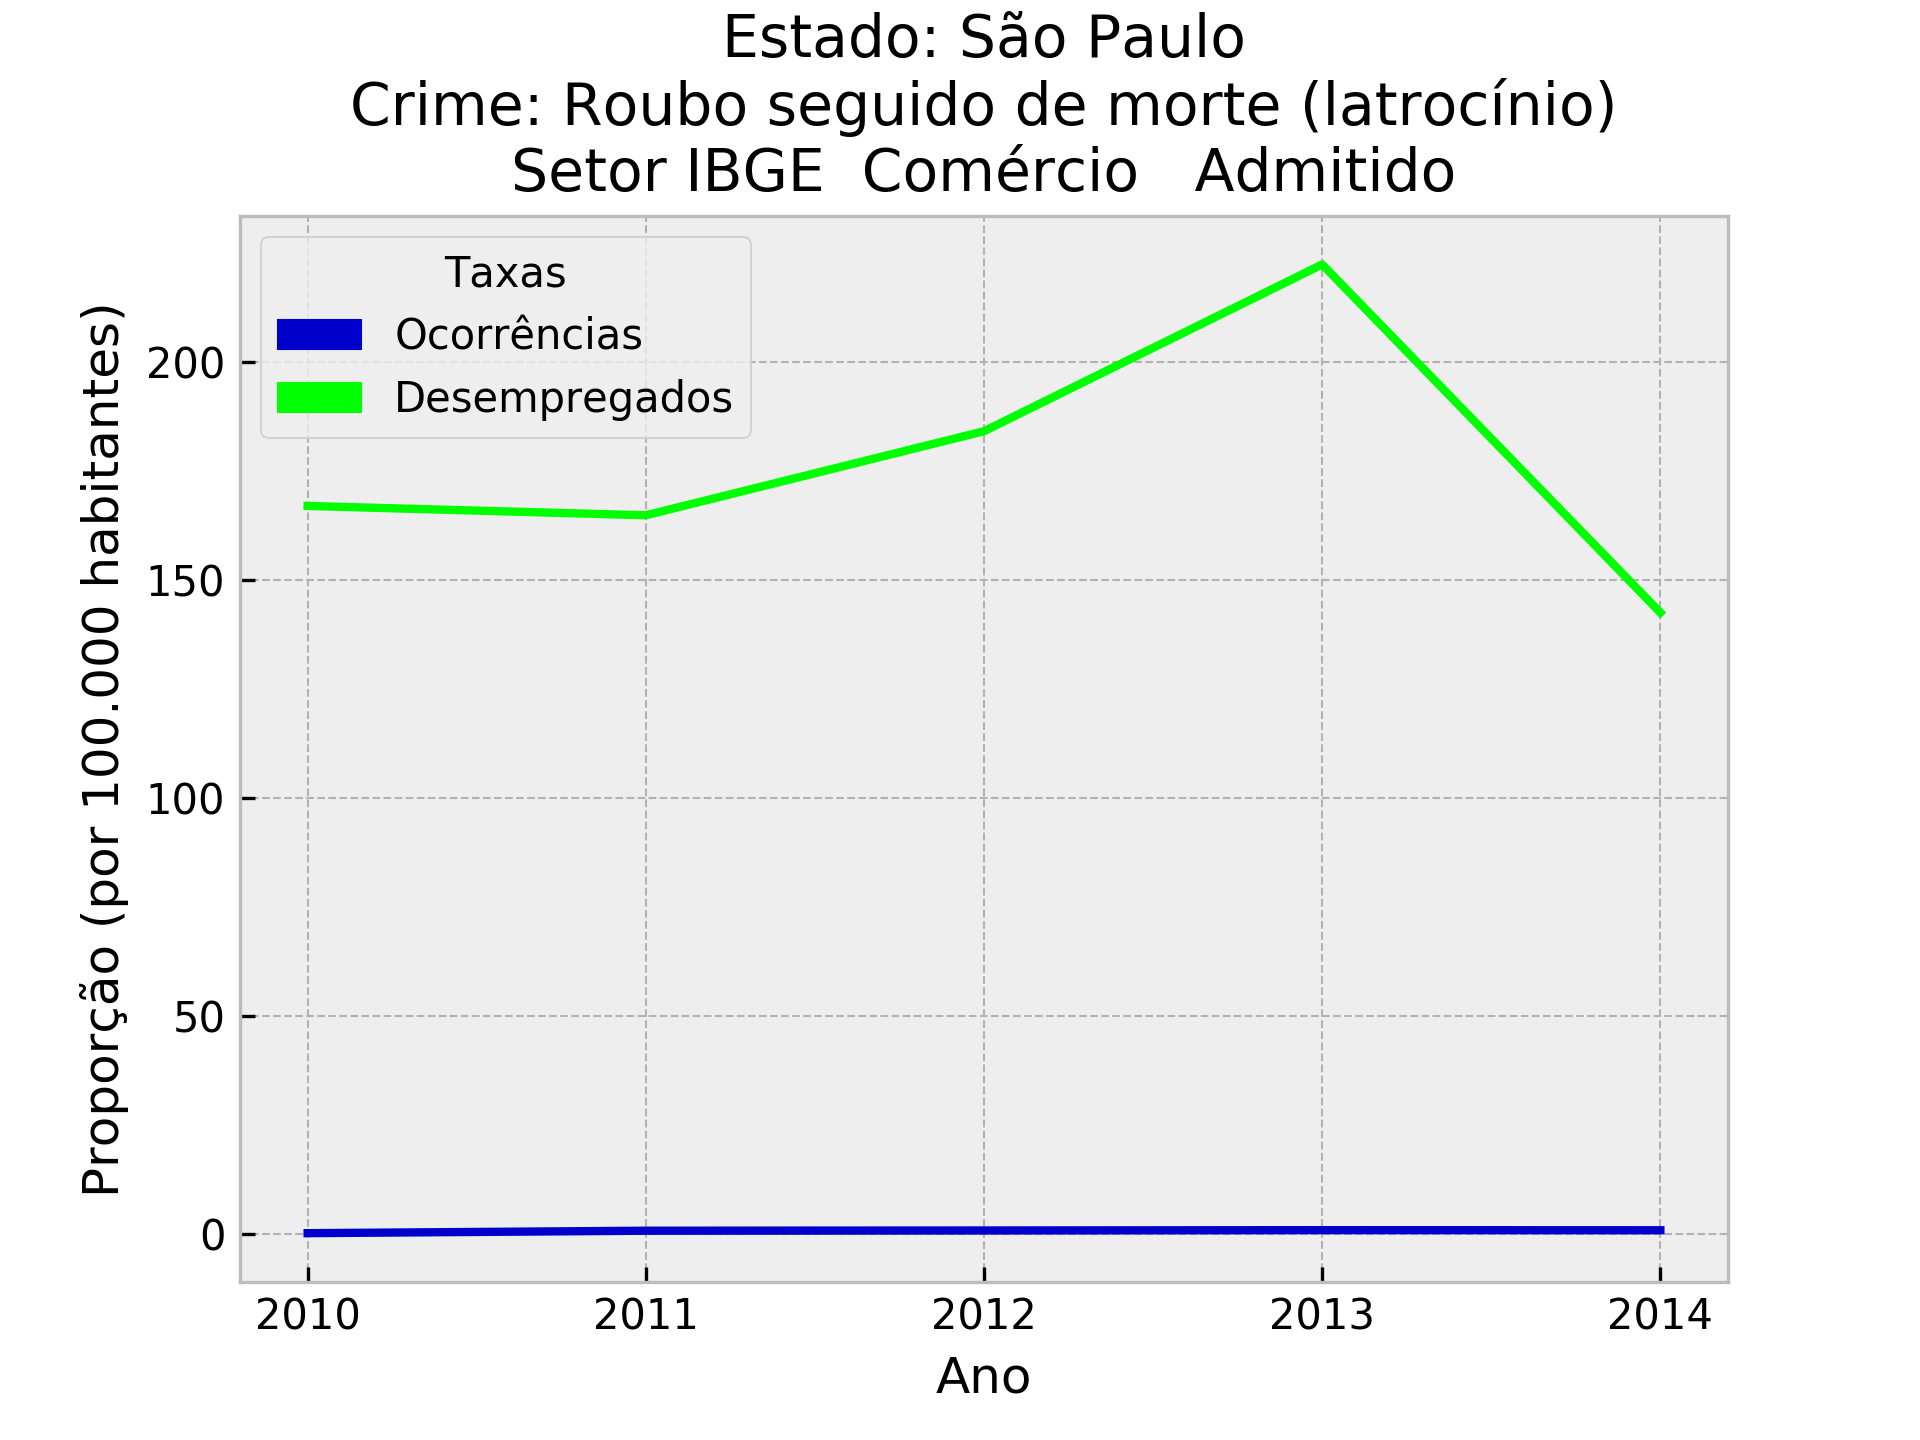 Estado: São Paulo
Crime: Roubo seguido de morte (latrocínio)
Setor IBGE  Comércio   Admitido
Taxas
Ocorrências
Desempregados
Proporção (por 100.000 habitantes)
200
150
100
50
0
2010 2011 2012 2013 2014
Ano